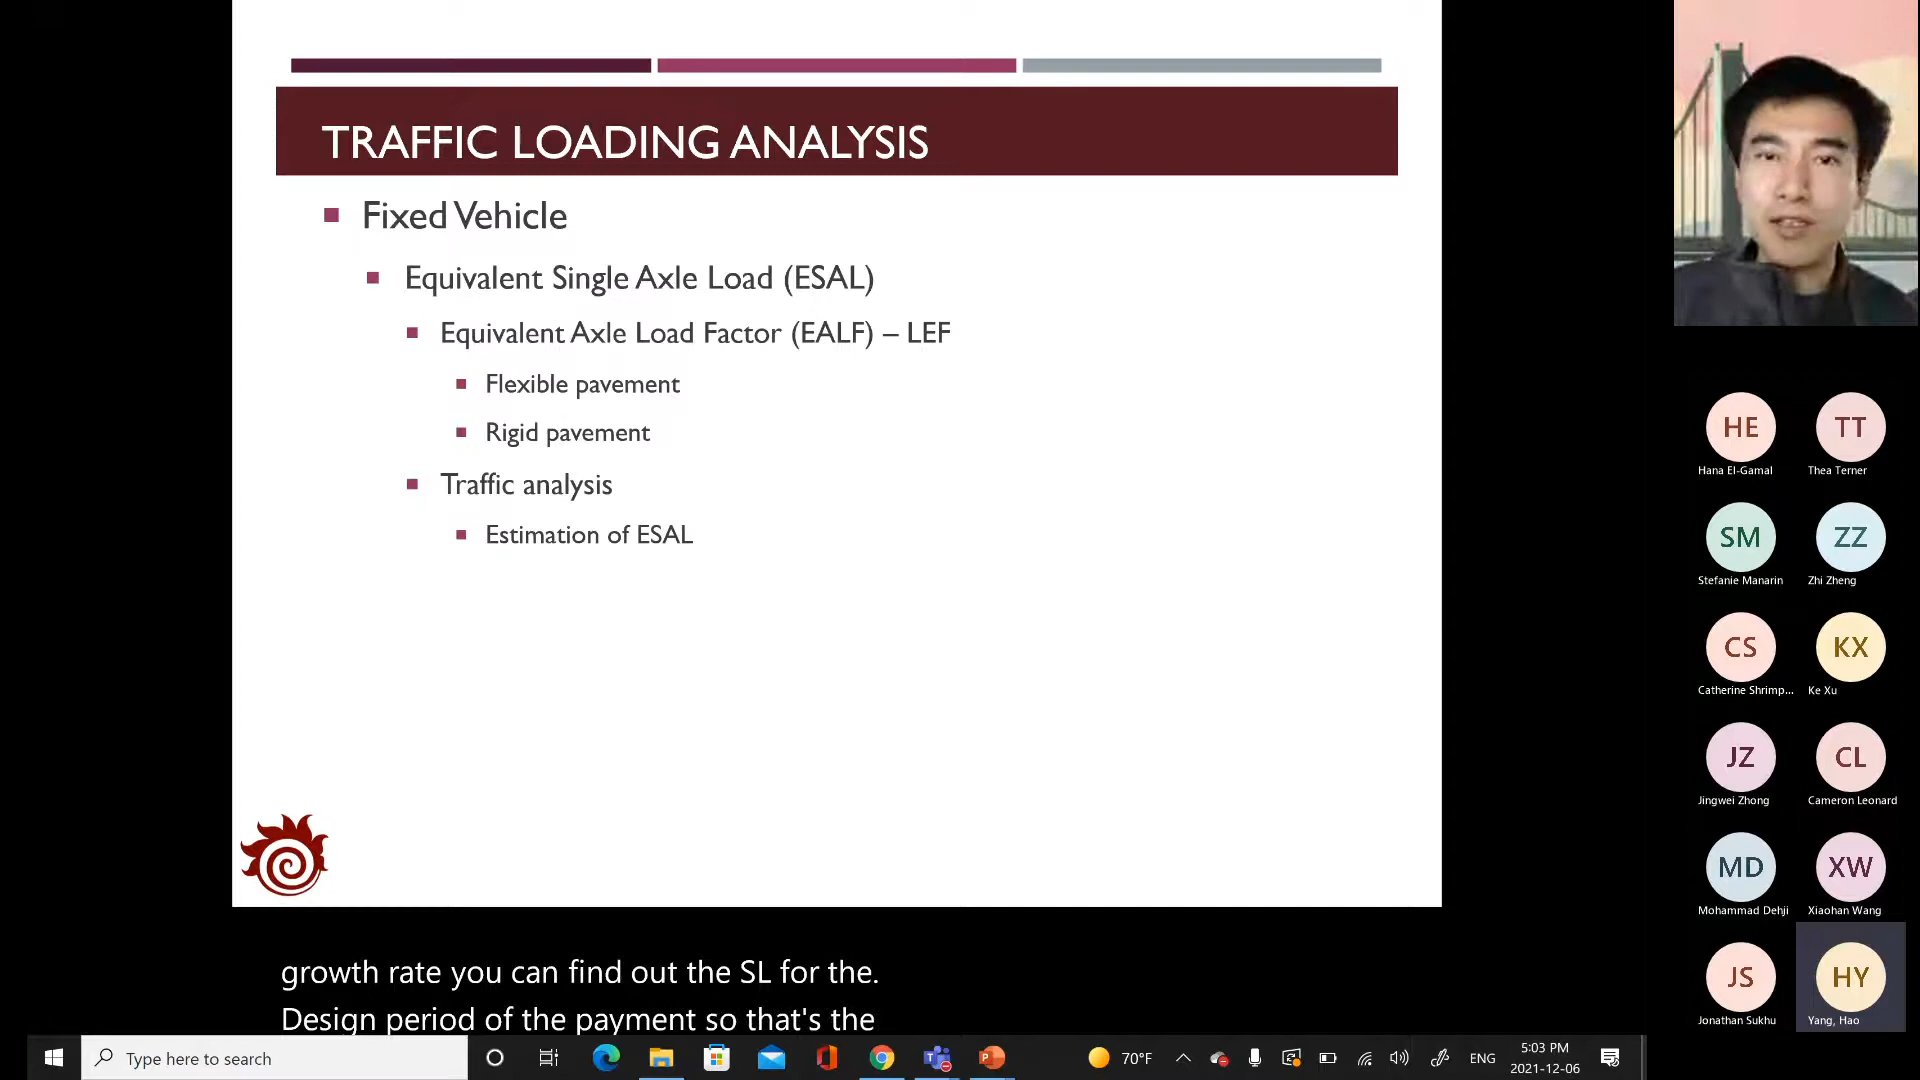 TRAFFIC LOADING ANALYSIS
Fixed Vehicle
Equivalent Single Axle Load (ESAL)
Equivalent Axle Load Factor (EALF) – LEF
Flexible pavement
Rigid pavement
Traffic analysis
Estimation of ESAL
growth rate you can find out the SL for the.
Design period of the payment so that's the
HE
TT
Hana El-Gamal
Thea Terner
SM
ZZ
Stefanie Manarin
Zhi Zheng
CS
KX
Catherine Shrimp...
Ke Xu
JZ
CL
Jingwei Zhong
Cameron Leonard
MD
XW
Mohammad Dehji
Xiaohan Wang
JS
HY
Jonathan Sukhu
Yang, Hao
Type here to search
70°F
ENG
5:03 PM
2021-12-06